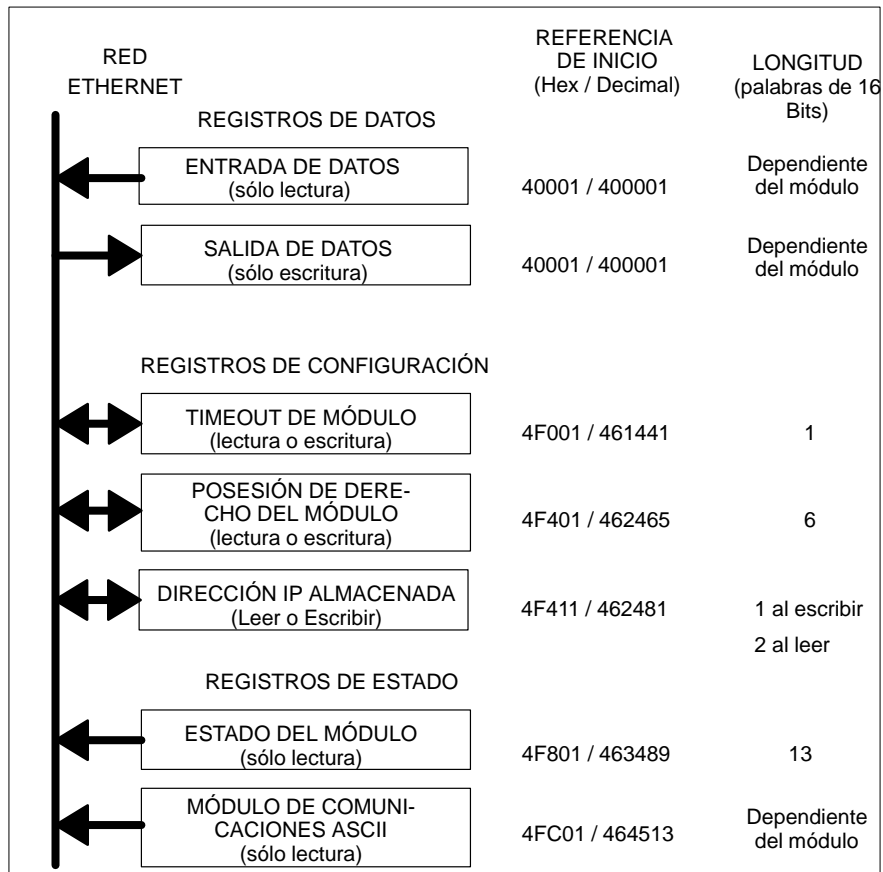 RED
ETHERNET
REFERENCIA
DE INICIO
(Hex / Decimal)
LONGITUD
(palabras de 16
Bits)
REGISTROS DE DATOS
ENTRADA DE DATOS
(sólo lectura)
40001 / 400001
Dependiente
del módulo
SALIDA DE DATOS
(sólo escritura)
40001 / 400001
Dependiente
del módulo
REGISTROS DE CONFIGURACIÓN
TIMEOUT DE MÓDULO
(lectura o escritura)
4F001 / 461441
1
POSESIÓN DE DERE-
CHO DEL MÓDULO
(lectura o escritura)
4F401 / 462465
6
DIRECCIÓN IP ALMACENADA
(Leer o Escribir)
4F411 / 462481
1 al escribir
2 al leer
REGISTROS DE ESTADO
ESTADO DEL MÓDULO
(sólo lectura)
4F801 / 463489
13
MÓDULO DE COMUNI-
CACIONES ASCII
(sólo lectura)
4FC01 / 464513
Dependiente
del módulo